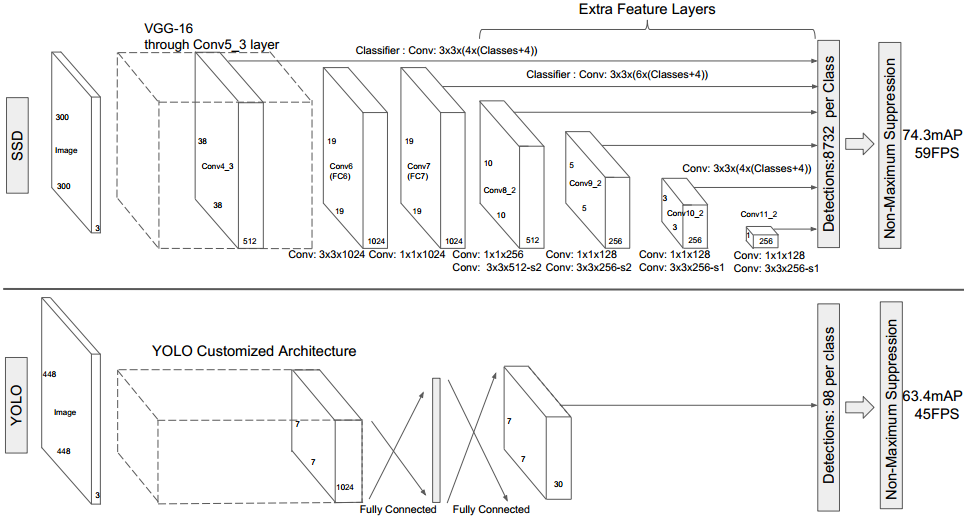 Extra Feature Layers
VGG-16
through Conv5_3 layer
Classifier : Conv: 3x3x(4x(Classes+4))
Classifier : Conv: 3x3x(6x(Classes+4))
Conv: 3x3x(4x(Classes+4))
SSD
300
Image
300
3
38
Conv4_3
38
512
19
Conv6
(FC6)
19
1024
19
Conv7
(FC7)
19
1024
10
Conv8_2
10
512
5
Conv9_2
5
256
3
Conv10_2
3
256
Conv11_2
1
256
Conv: 3x3x1024
Conv: 1x1x1024
Conv: 1x1x256
Conv: 3x3x512-s2
Conv: 1x1x128
Conv: 3x3x256-s2
Conv: 1x1x128
Conv: 3x3x256-s1
Conv: 1x1x128
Conv: 3x3x256-s1
Detections:8732 per Class
Non-Maximum Suppression
74.3mAP
59FPS
YOLO
448
Image
448
3
YOLO Customized Architecture
7
7
1024
Fully Connected
Fully Connected
7
7
30
Detections: 98 per class
Non-Maximum Suppression
63.4mAP
45FPS